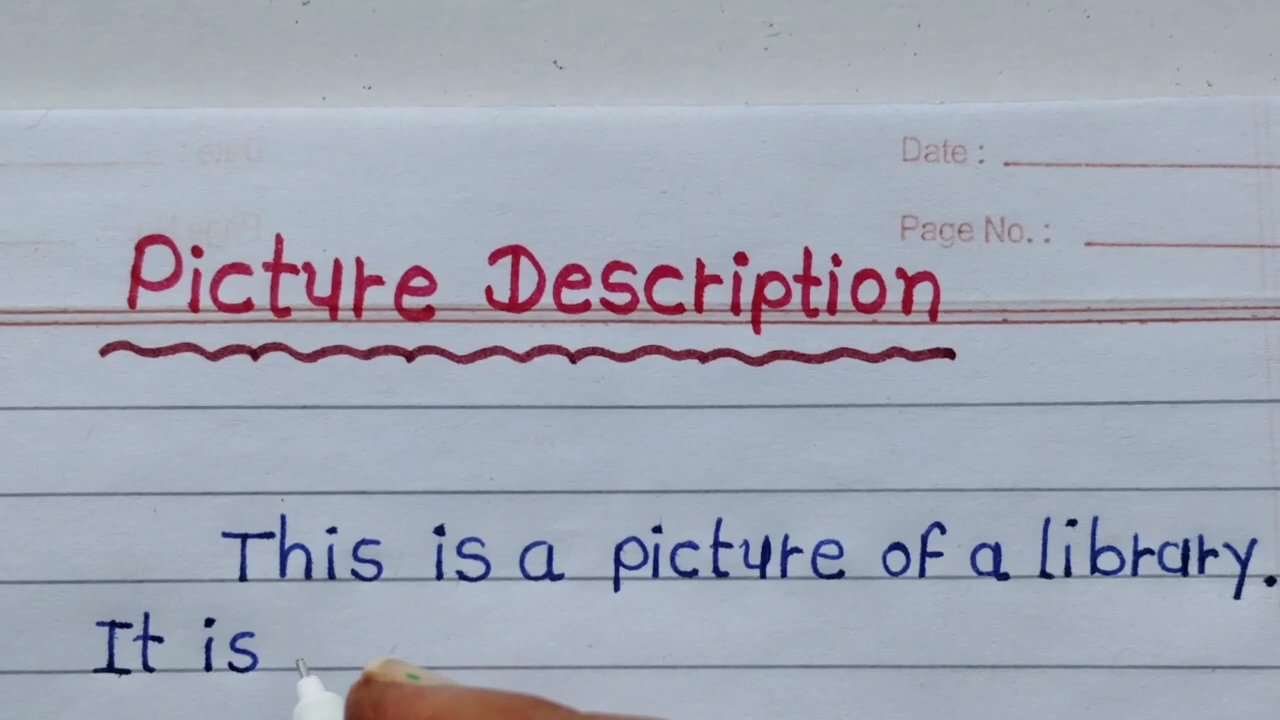 Date :
Page No. :
Picture Description
This is a picture of a library.
It is